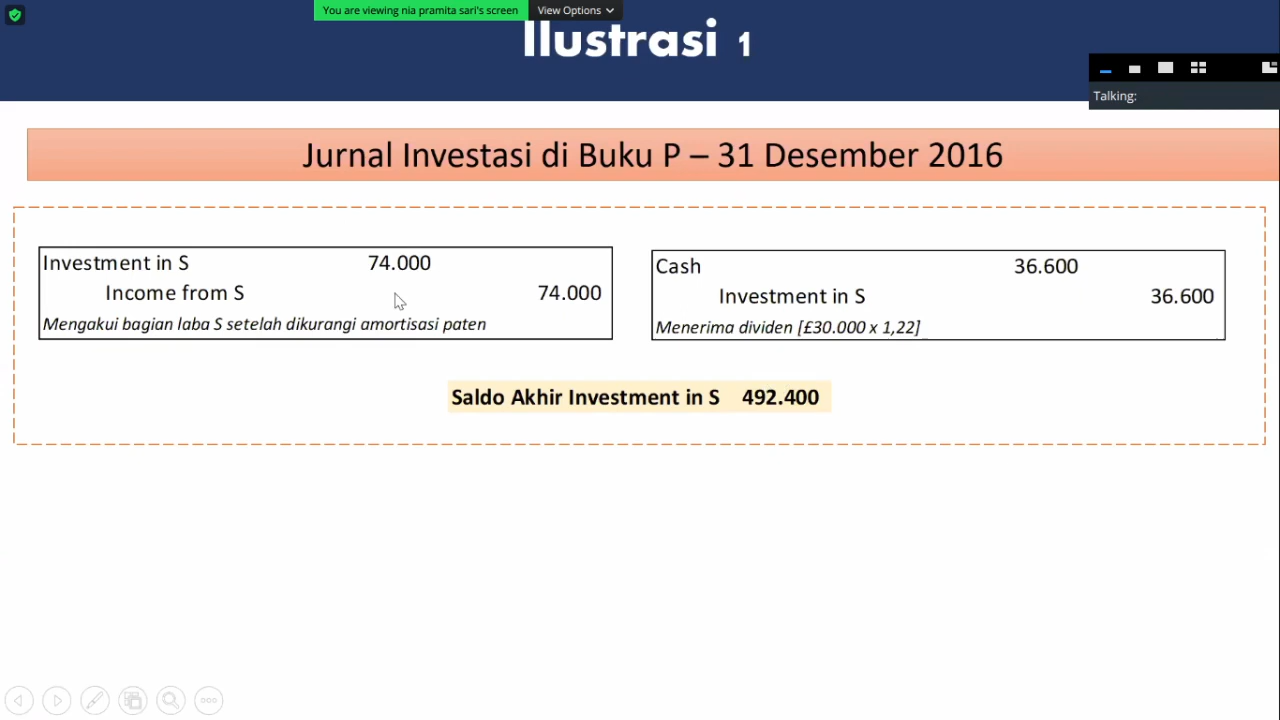 You are viewing nia pramita sari's screen
View Options
Ilustrasi 1
Talking:
Jurnal Investasi di Buku P – 31 Desember 2016
Investment in S 74.000
Income from S 74.000
Mengakui bagian laba S setelah dikurangi amortisasi paten
Cash 36.600
Investment in S 36.600
Menerima dividen [£30.000 x 1,22]
Saldo Akhir Investment in S 492.400